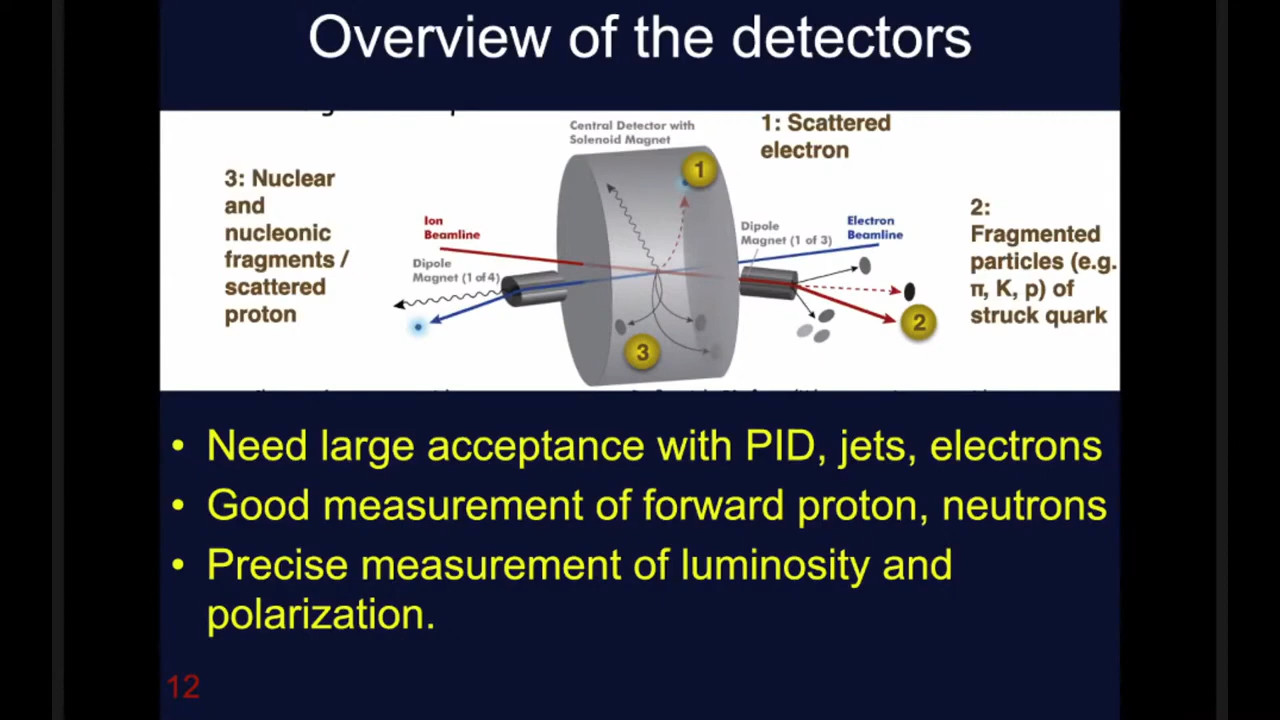 Overview of the detectors
Central Detector with
Solenoid Magnet
1: Scattered
electron
1
3: Nuclear
and
nucleonic
fragments /
scattered
proton
Ion
Beamline
Dipole
Magnet (1 of 4)
Dipole
Magnet (1 of 3)
Electron
Beamline
2:
Fragmented
particles (e.g.
π, K, p) of
struck quark
2
3
• Need large acceptance with PID, jets, electrons
• Good measurement of forward proton, neutrons
• Precise measurement of luminosity and
polarization.
12